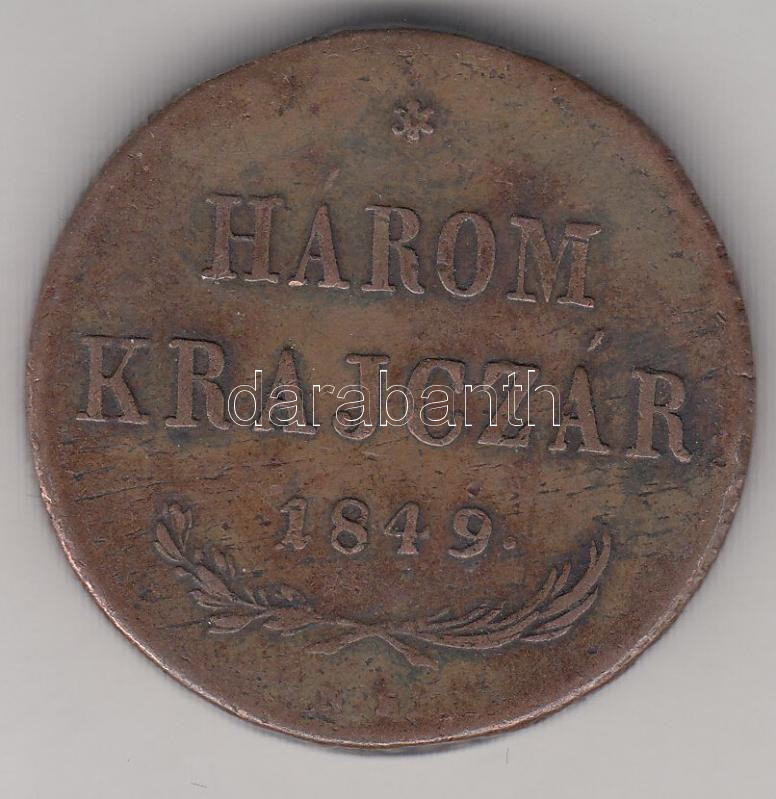 HÁROM
KRAJCZÁR
darabanth
1849.